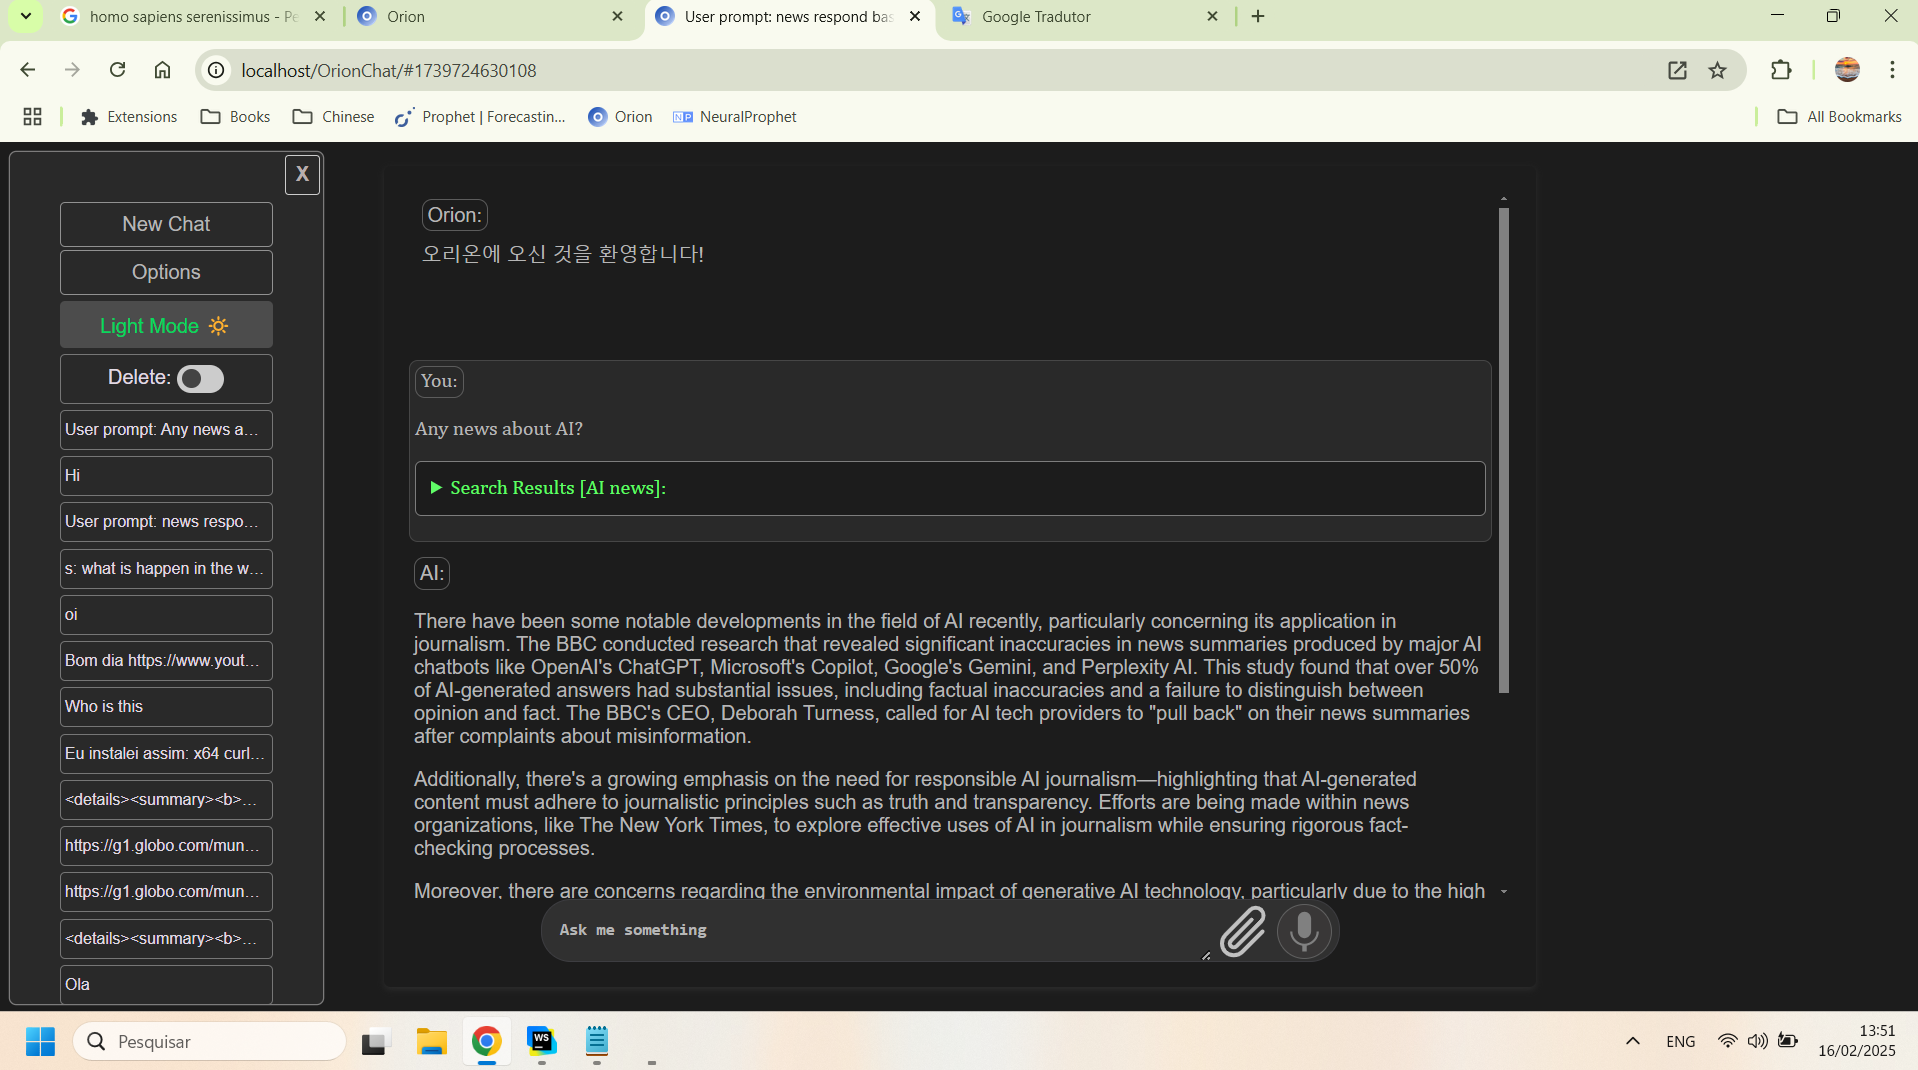 homo sapiens serenissimus - Pe
Orion
User prompt: news respond bas
Google Tradutor
localhost/OrionChat/#1739724630108
Extensions
Books
Chinese
Prophet | Forecastin...
Orion
NP
NeuralProphet
All Bookmarks
X
New Chat
Options
Light Mode
Delete:
User prompt: Any news a...
Hi
User prompt: news respo...
s: what is happen in the w...
oi
Bom dia https://www.yout...
Who is this
Eu instalei assim: x64 curl...
<details><summary><b>...
https://g1.globo.com/mun...
https://g1.globo.com/mun...
<details><summary><b>...
Ola
Orion:
오리온에 오신 것을 환영합니다!
You:
Any news about AI?
Search Results [AI news]:
AI:
There have been some notable developments in the field of AI recently, particularly concerning its application in
journalism. The BBC conducted research that revealed significant inaccuracies in news summaries produced by major AI
chatbots like OpenAI's ChatGPT, Microsoft's Copilot, Google's Gemini, and Perplexity AI. This study found that over 50%
of AI-generated answers had substantial issues, including factual inaccuracies and a failure to distinguish between
opinion and fact. The BBC's CEO, Deborah Turness, called for AI tech providers to "pull back" on their news summaries
after complaints about misinformation.
Additionally, there's a growing emphasis on the need for responsible AI journalism—highlighting that AI-generated
content must adhere to journalistic principles such as truth and transparency. Efforts are being made within news
organizations, like The New York Times, to explore effective uses of AI in journalism while ensuring rigorous fact-
checking processes.
Moreover, there are concerns regarding the environmental impact of generative AI technology, particularly due to the high
Ask me something
Pesquisar
WS
ENG
13:51
16/02/2025